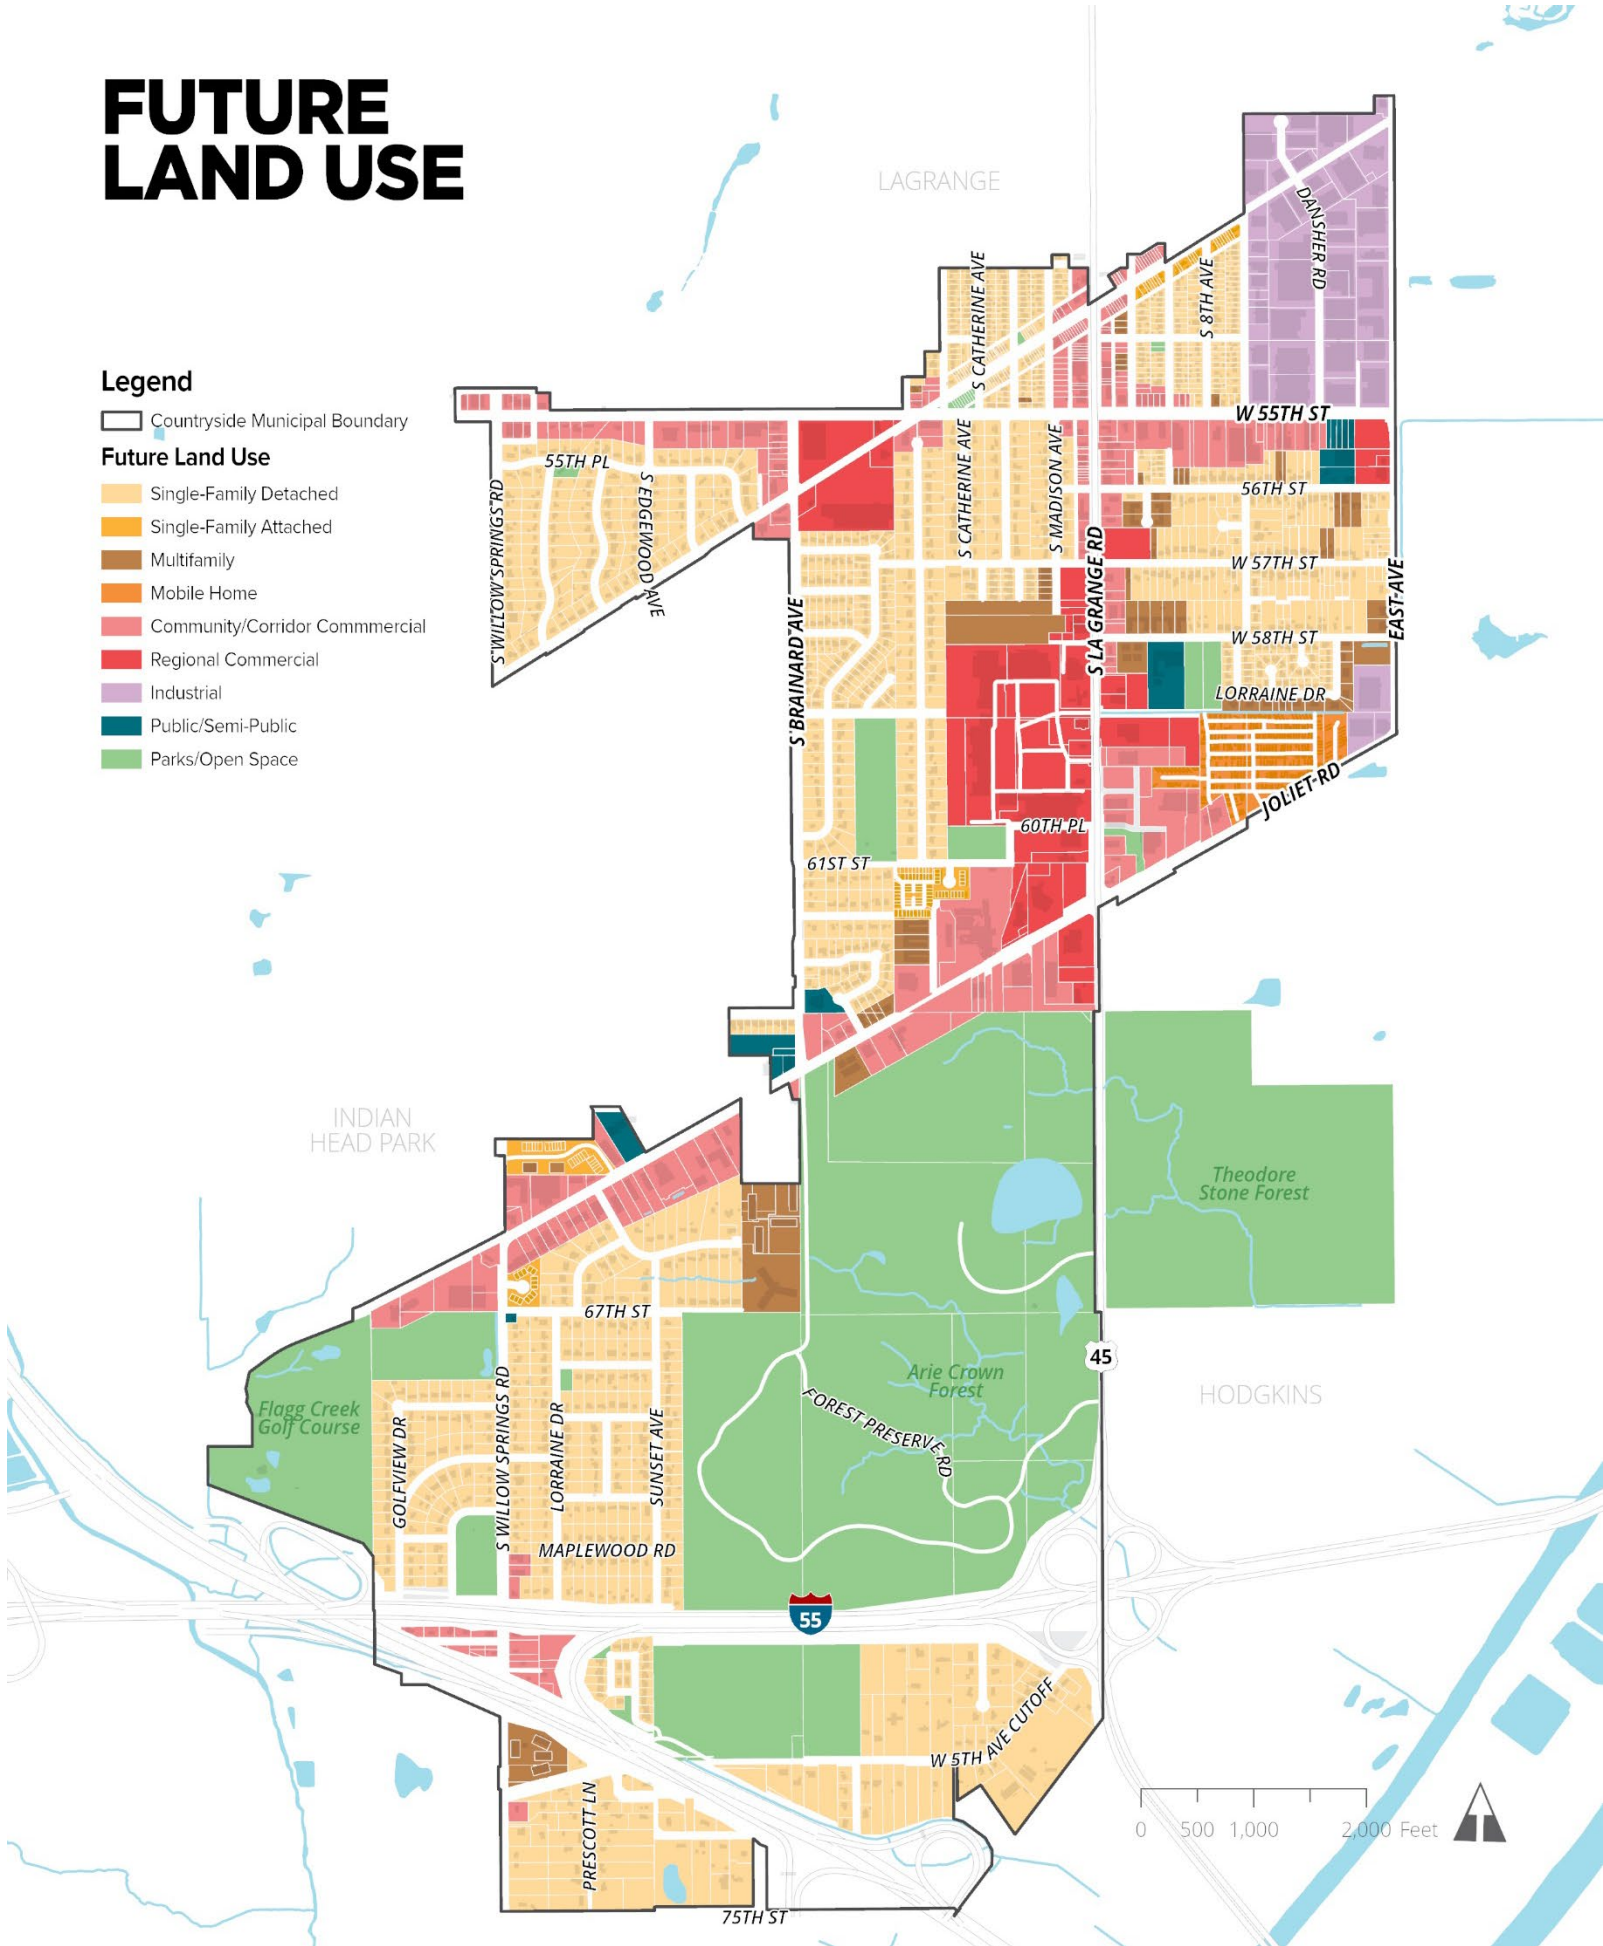 FUTURE
LAND USE
LAGRANGE
DANSHER RD
S CATHERINE AVE
S 8TH AVE
Legend
Countryside Municipal Boundary
Future Land Use
Single-Family Detached
Single-Family Attached
Multifamily
Mobile Home
Community/Corridor Commmercial
Regional Commercial
Industrial
Public/Semi-Public
Parks/Open Space
W 55TH ST
55TH PL
S WILLOW SPRINGS RD
S EDGEWOOD AVE
S CATHERINE AVE
S MADISON AVE
56TH ST
S LA GRANGE RD
W 57TH ST
EAST AVE
S BRAINARD AVE
W 58TH ST
LORRAINE DR
JOLIET RD
60TH PL
61ST ST
INDIAN
HEAD PARK
Theodore
Stone Forest
67TH ST
45
Arie Crown
Forest
HODGKINS
Flagg Creek
Golf Course
FOREST PRESERVE RD
GOLFVIEW DR
S WILLOW SPRINGS RD
LORRAINE DR
SUNSET AVE
MAPLEWOOD RD
55
W 5TH AVE CUTOFF
PRESCOTT LN
0 500 1,000 2,000 Feet
75TH ST